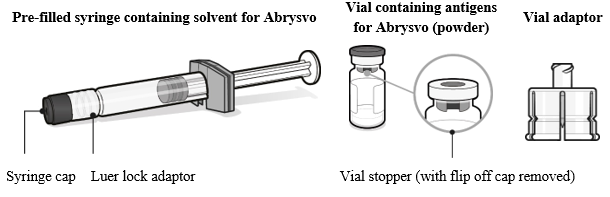 Pre-filled syringe containing solvent for Abrysvo
Vial containing antigens
for Abrysvo (powder)
Vial adaptor
Syringe cap
Luer lock adaptor
Vial stopper (with flip off cap removed)